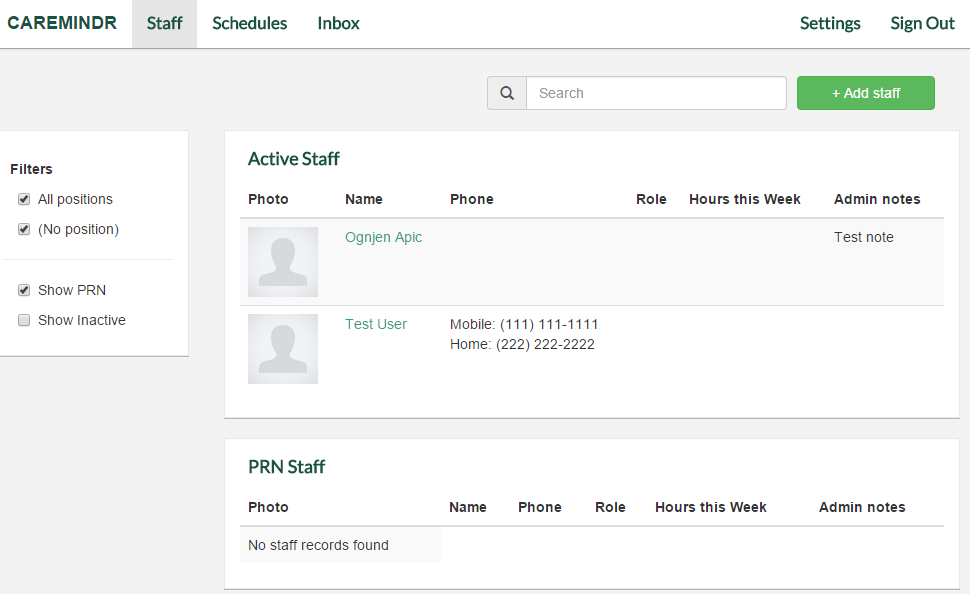 CAREMINDR Staff Schedules Inbox Settings Sign Out
Search + Add staff
Filters
All positions
(No position)
Show PRN
Show Inactive
Active Staff
Photo Name Phone Role Hours this Week Admin notes
Ognjen Apic Test note
Test User Mobile: (111) 111-1111
Home: (222) 222-2222
PRN Staff
Photo Name Phone Role Hours this Week Admin notes
No staff records found